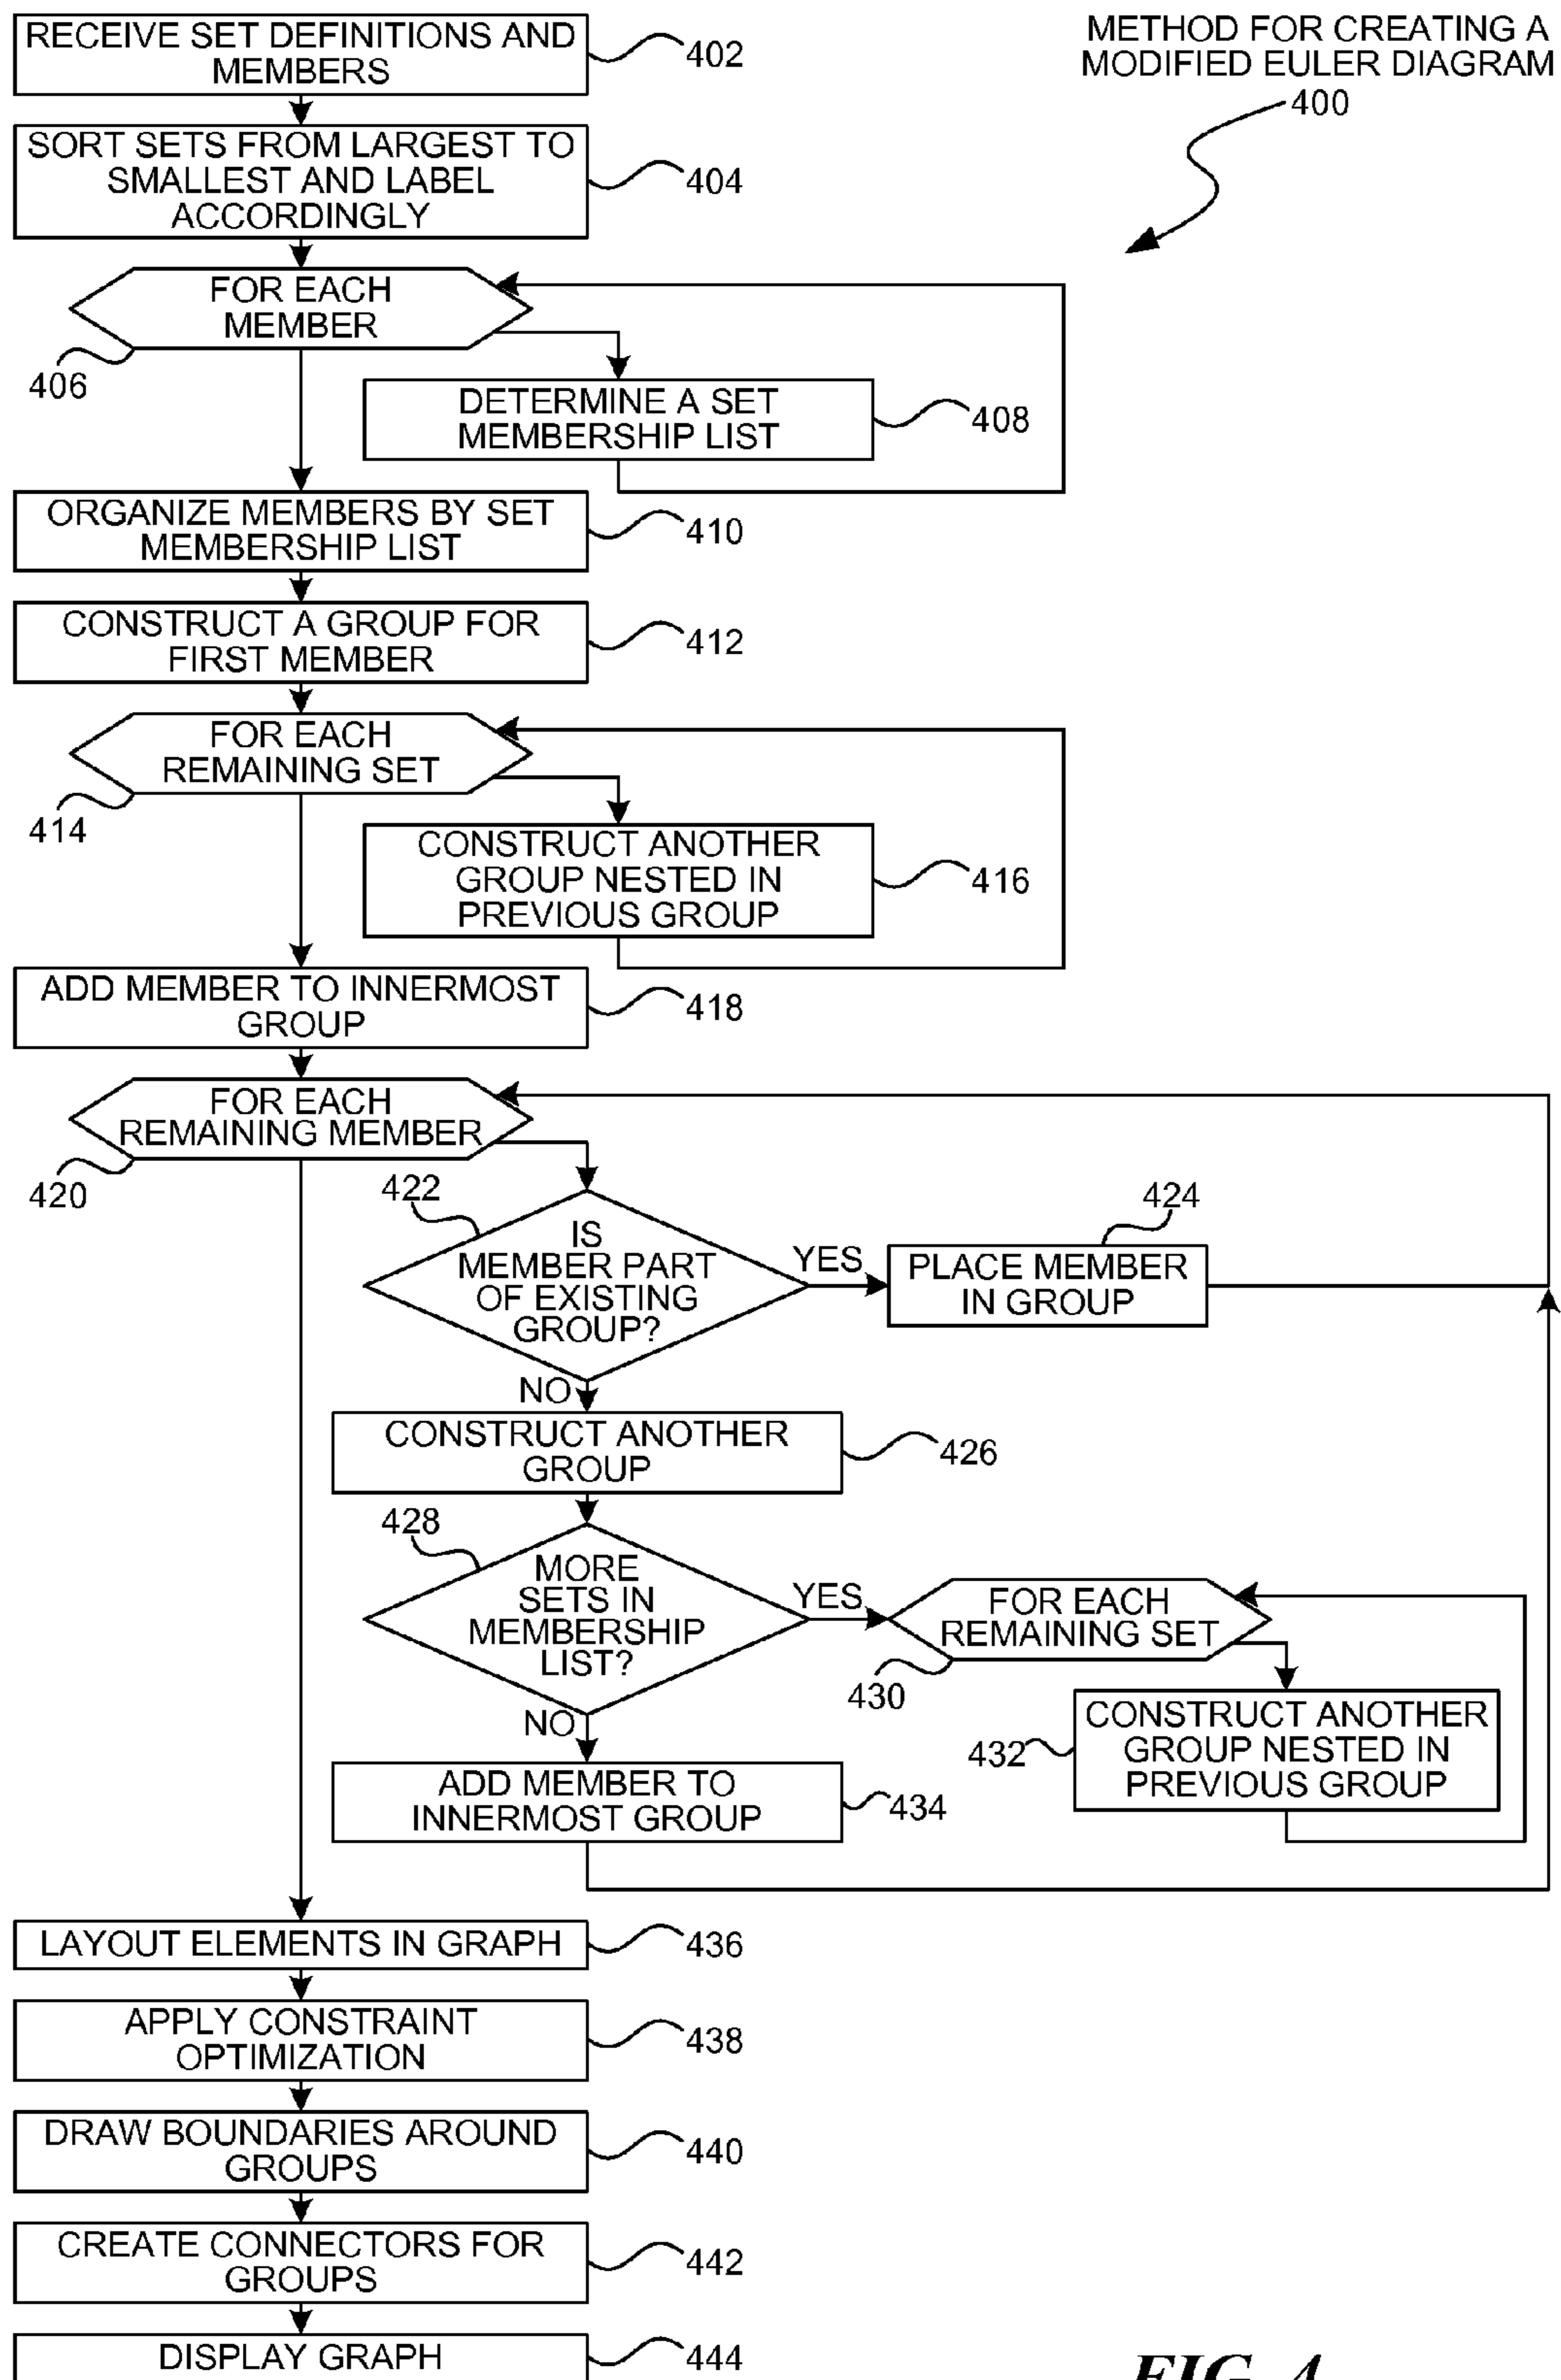 METHOD FOR CREATING A
MODIFIED EULER DIAGRAM
400
RECEIVE SET DEFINITIONS AND
MEMBERS
402
SORT SETS FROM LARGEST TO
SMALLEST AND LABEL
ACCORDINGLY
404
FOR EACH
MEMBER
406
DETERMINE A SET
MEMBERSHIP LIST
408
ORGANIZE MEMBERS BY SET
MEMBERSHIP LIST
410
CONSTRUCT A GROUP FOR
FIRST MEMBER
412
FOR EACH
REMAINING SET
414
CONSTRUCT ANOTHER
GROUP NESTED IN
PREVIOUS GROUP
416
ADD MEMBER TO INNERMOST
GROUP
418
FOR EACH
REMAINING MEMBER
420
422
IS
MEMBER PART
OF EXISTING
GROUP?
YES
424
PLACE MEMBER
IN GROUP
NO
CONSTRUCT ANOTHER
GROUP
426
428
MORE
SETS IN
MEMBERSHIP
LIST?
YES
FOR EACH
REMAINING SET
430
CONSTRUCT ANOTHER
GROUP NESTED IN
PREVIOUS GROUP
432
NO
ADD MEMBER TO
INNERMOST GROUP
434
LAYOUT ELEMENTS IN GRAPH
436
APPLY CONSTRAINT
OPTIMIZATION
438
DRAW BOUNDARIES AROUND
GROUPS
440
CREATE CONNECTORS FOR
GROUPS
442
DISPLAY GRAPH
444
FIG. 4